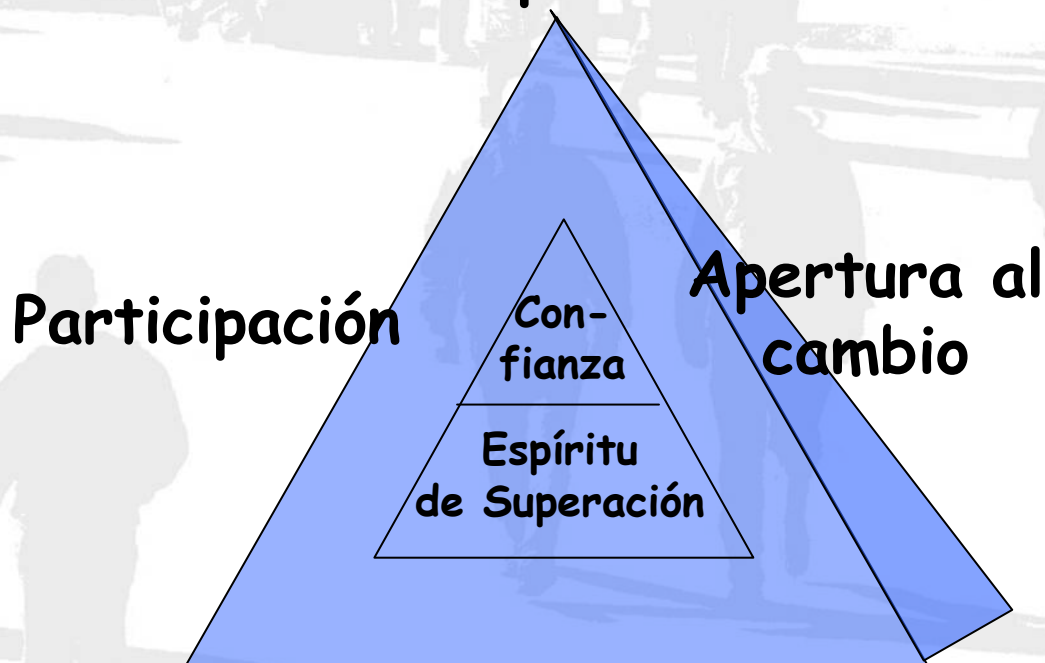 Participación
Apertura al
cambio
Con-
fianza
Espíritu
de Superación